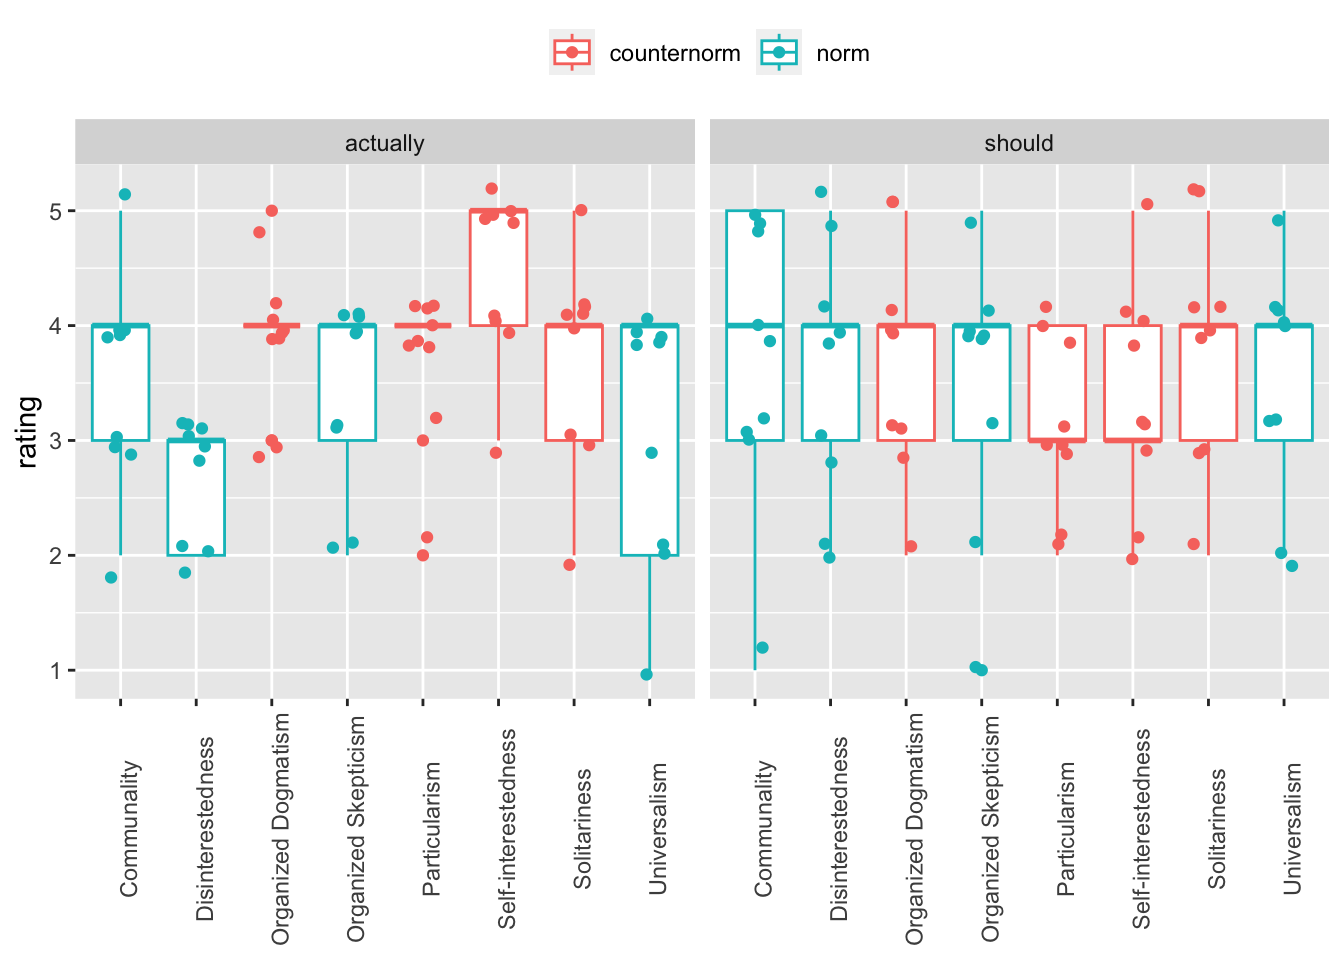 counternorm norm
actually should
rating
5
4
3
2
1
Communality
Disinterestedness
Organized Dogmatism
Organized Skepticism
Particularism
Self-interestedness
Solitariness
Universalism
Communality
Disinterestedness
Organized Dogmatism
Organized Skepticism
Particularism
Self-interestedness
Solitariness
Universalism